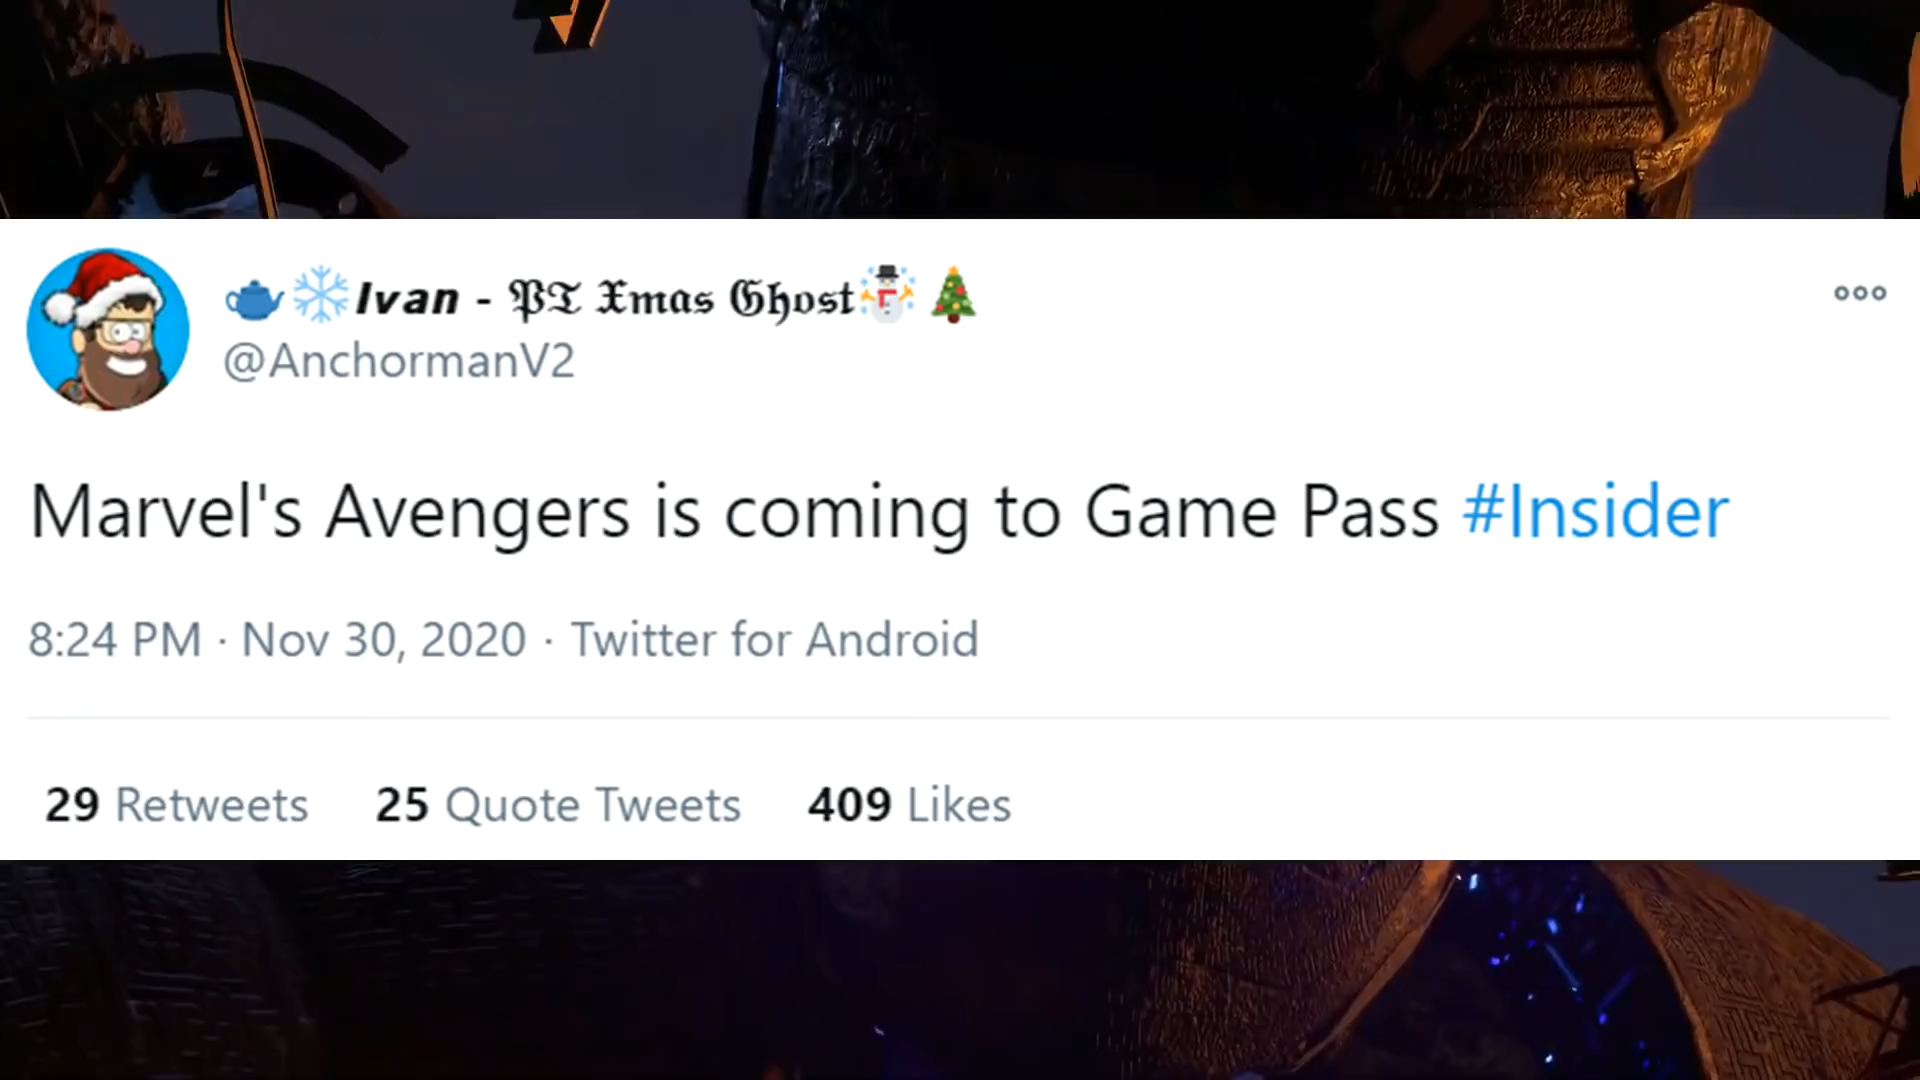 🫖❄️Ivan - 𝕻𝕿 𝖃𝖒𝖆𝖘 𝕲𝖍𝖔𝖘𝖙☃️🎄
@AnchormanV2
Marvel's Avengers is coming to Game Pass #Insider
8:24 PM · Nov 30, 2020 · Twitter for Android
29 Retweets 25 Quote Tweets 409 Likes